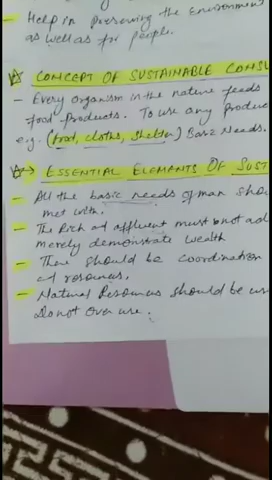 - Help in Preserving the Environment
as well as for people.
CONCEPT OF SUSTAINABLE CONSU
- Every organism in the nature feeds
food Products. To use any Produc
e.g. (food, cloths, shelter) Basic Needs.
→ ESSENTIAL ELEMENTS OF SUST
- All the basic needs of man shou
met with.
- The Rich ad affluent must not ad
merely demonstrate wealth
- There should be coordination
of resources,
- Natural Resources should be us
Do not over use.